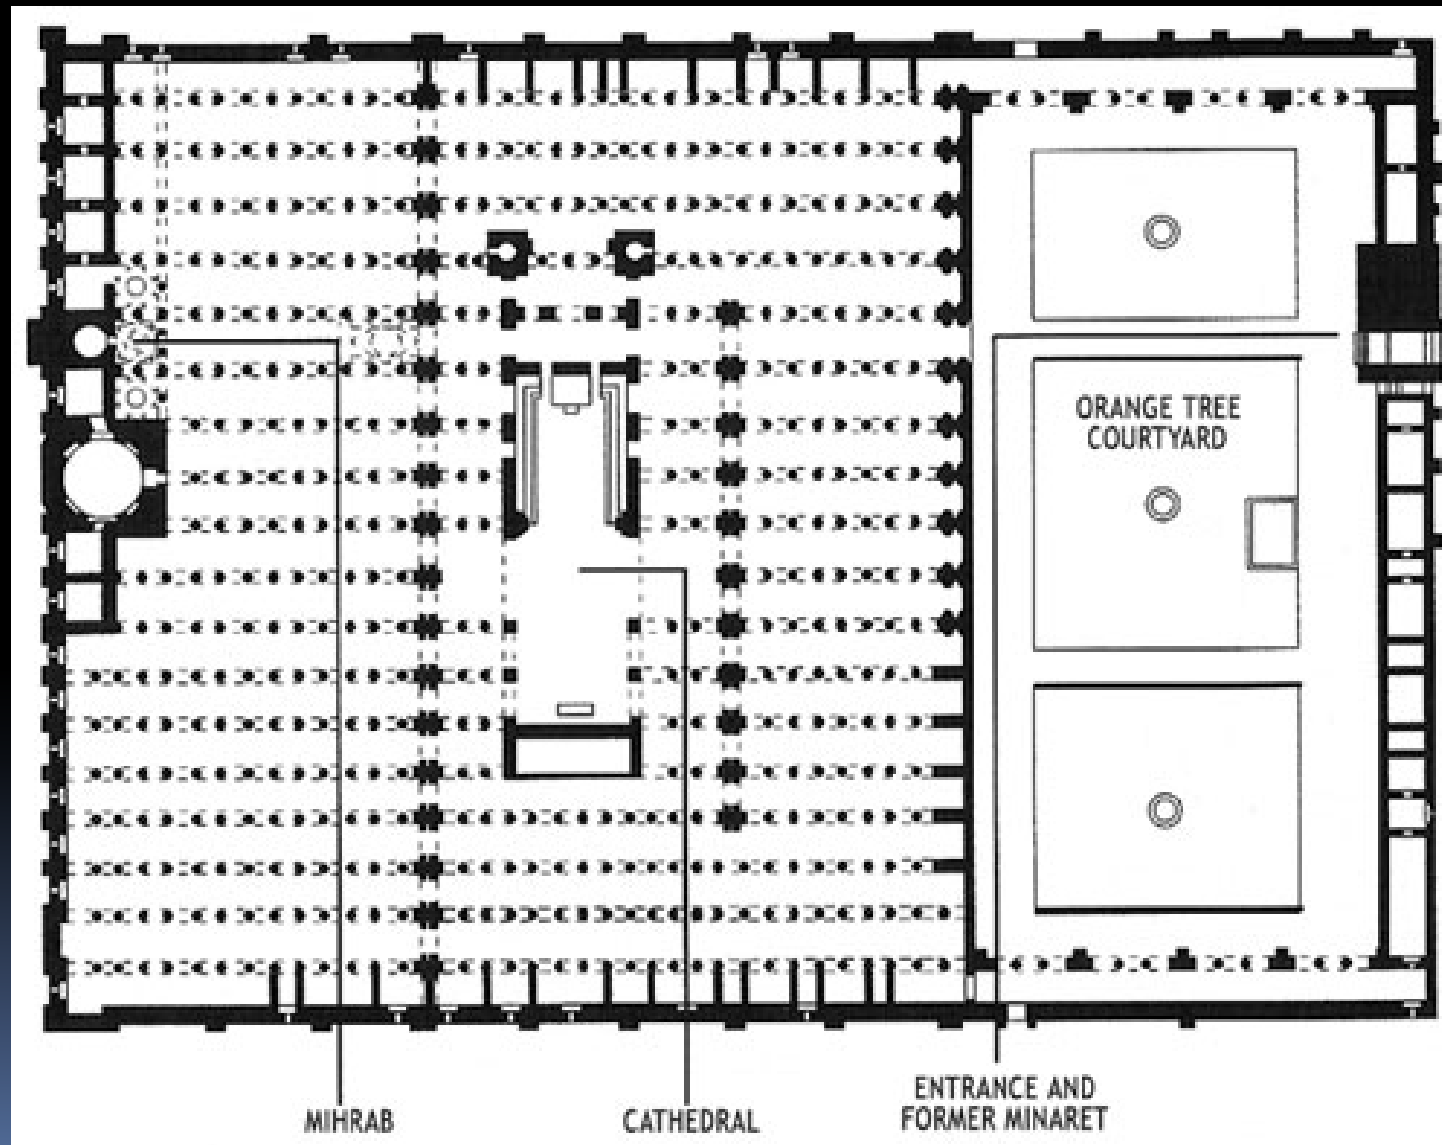 ORANGE TREE
COURTYARD
MIHRAB
CATHEDRAL
ENTRANCE AND
FORMER MINARET